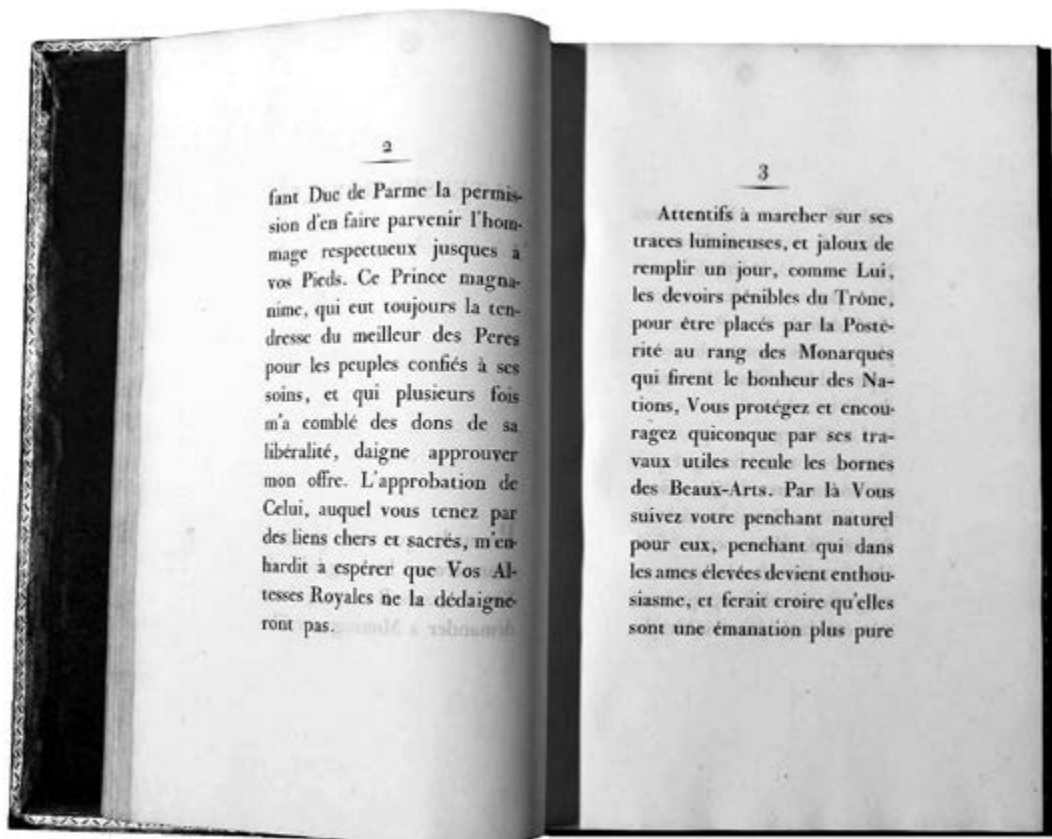 2
fant Duc de Parme la permis-
sion d'en faire parvenir l'hom-
mage respectueux jusques à
vos Pieds. Ce Prince magna-
nime, qui eut toujours la ten-
dresse du meilleur des Peres
pour les peuples confiés à ses
soins, et qui plusieurs fois
m'a comblé des dons de sa
libéralité, daigne approuver
mon offre. L'approbation de
Celui, auquel vous tenez par
des liens chers et sacrés, m'en-
hardit à espérer que Vos Al-
tesses Royales ne la dédaigne-
ront pas.
3
Attentifs à marcher sur ses
traces lumineuses, et jaloux de
remplir un jour, comme Lui,
les devoirs pénibles du Trône,
pour être placés par la Posté-
rité au rang des Monarques
qui firent le bonheur des Na-
tions, Vous protégez et encou-
ragez quiconque par ses tra-
vaux utiles recule les bornes
des Beaux-Arts. Par là Vous
suivez votre penchant naturel
pour eux, penchant qui dans
les ames élevées devient enthou-
siasme, et ferait croire qu'elles
sont une émanation plus pure